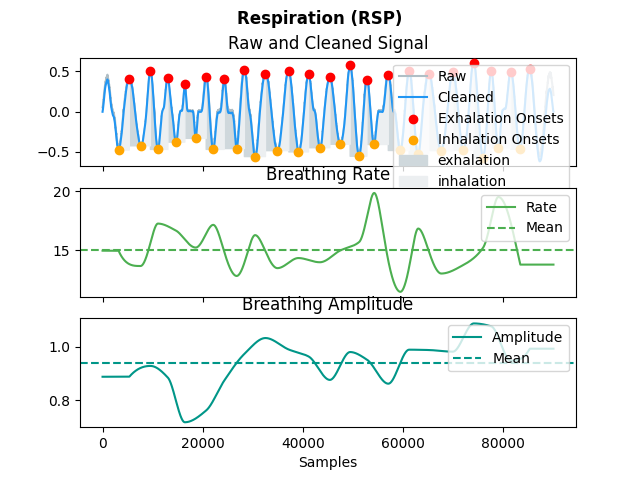 Respiration (RSP)
Raw and Cleaned Signal
0.5
0.0
−0.5
Raw
Cleaned
Exhalation Onsets
Inhalation Onsets
exhalation
inhalation
Breathing Rate
20
15
Rate
Mean
Breathing Amplitude
1.0
0.8
Amplitude
Mean
0 20000 40000 60000 80000
Samples